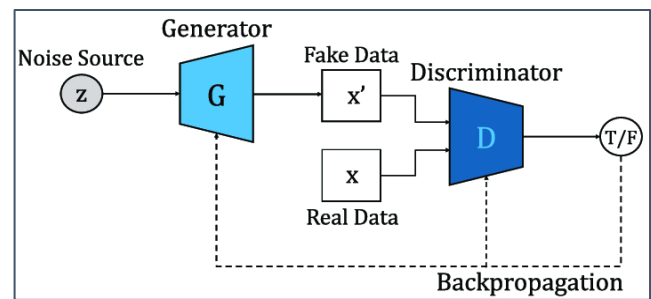 Generator
Noise Source
Fake Data
Discriminator
z
G
x'
D
T/F
x
Real Data
Backpropagation